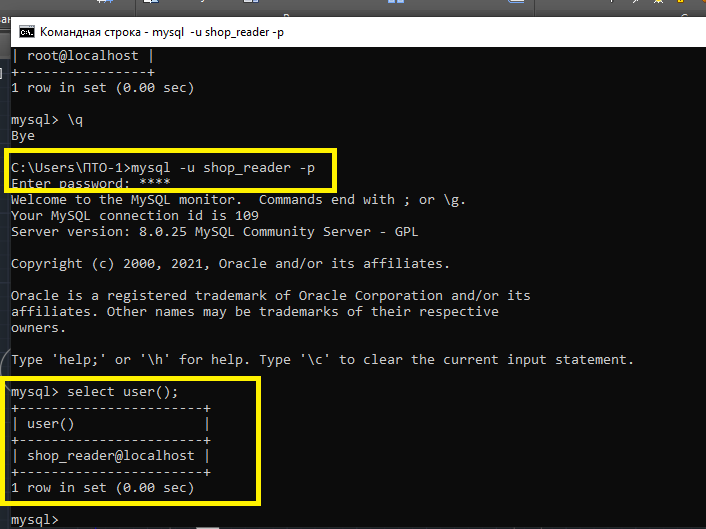 Командная строка - mysql -u shop_reader -p
| root@localhost |
+----------------+
1 row in set (0.00 sec)
mysql> \q
Bye
C:\Users\ПТО-1>mysql -u shop_reader -p
Enter password: ****
Welcome to the MySQL monitor.  Commands end with ; or \g.
Your MySQL connection id is 109
Server version: 8.0.25 MySQL Community Server - GPL
Copyright (c) 2000, 2021, Oracle and/or its affiliates.
Oracle is a registered trademark of Oracle Corporation and/or its
affiliates. Other names may be trademarks of their respective
owners.
Type 'help;' or '\h' for help. Type '\c' to clear the current input statement.
mysql> select user();
+-----------------------+
| user()                |
+-----------------------+
| shop_reader@localhost |
+-----------------------+
1 row in set (0.00 sec)
mysql>